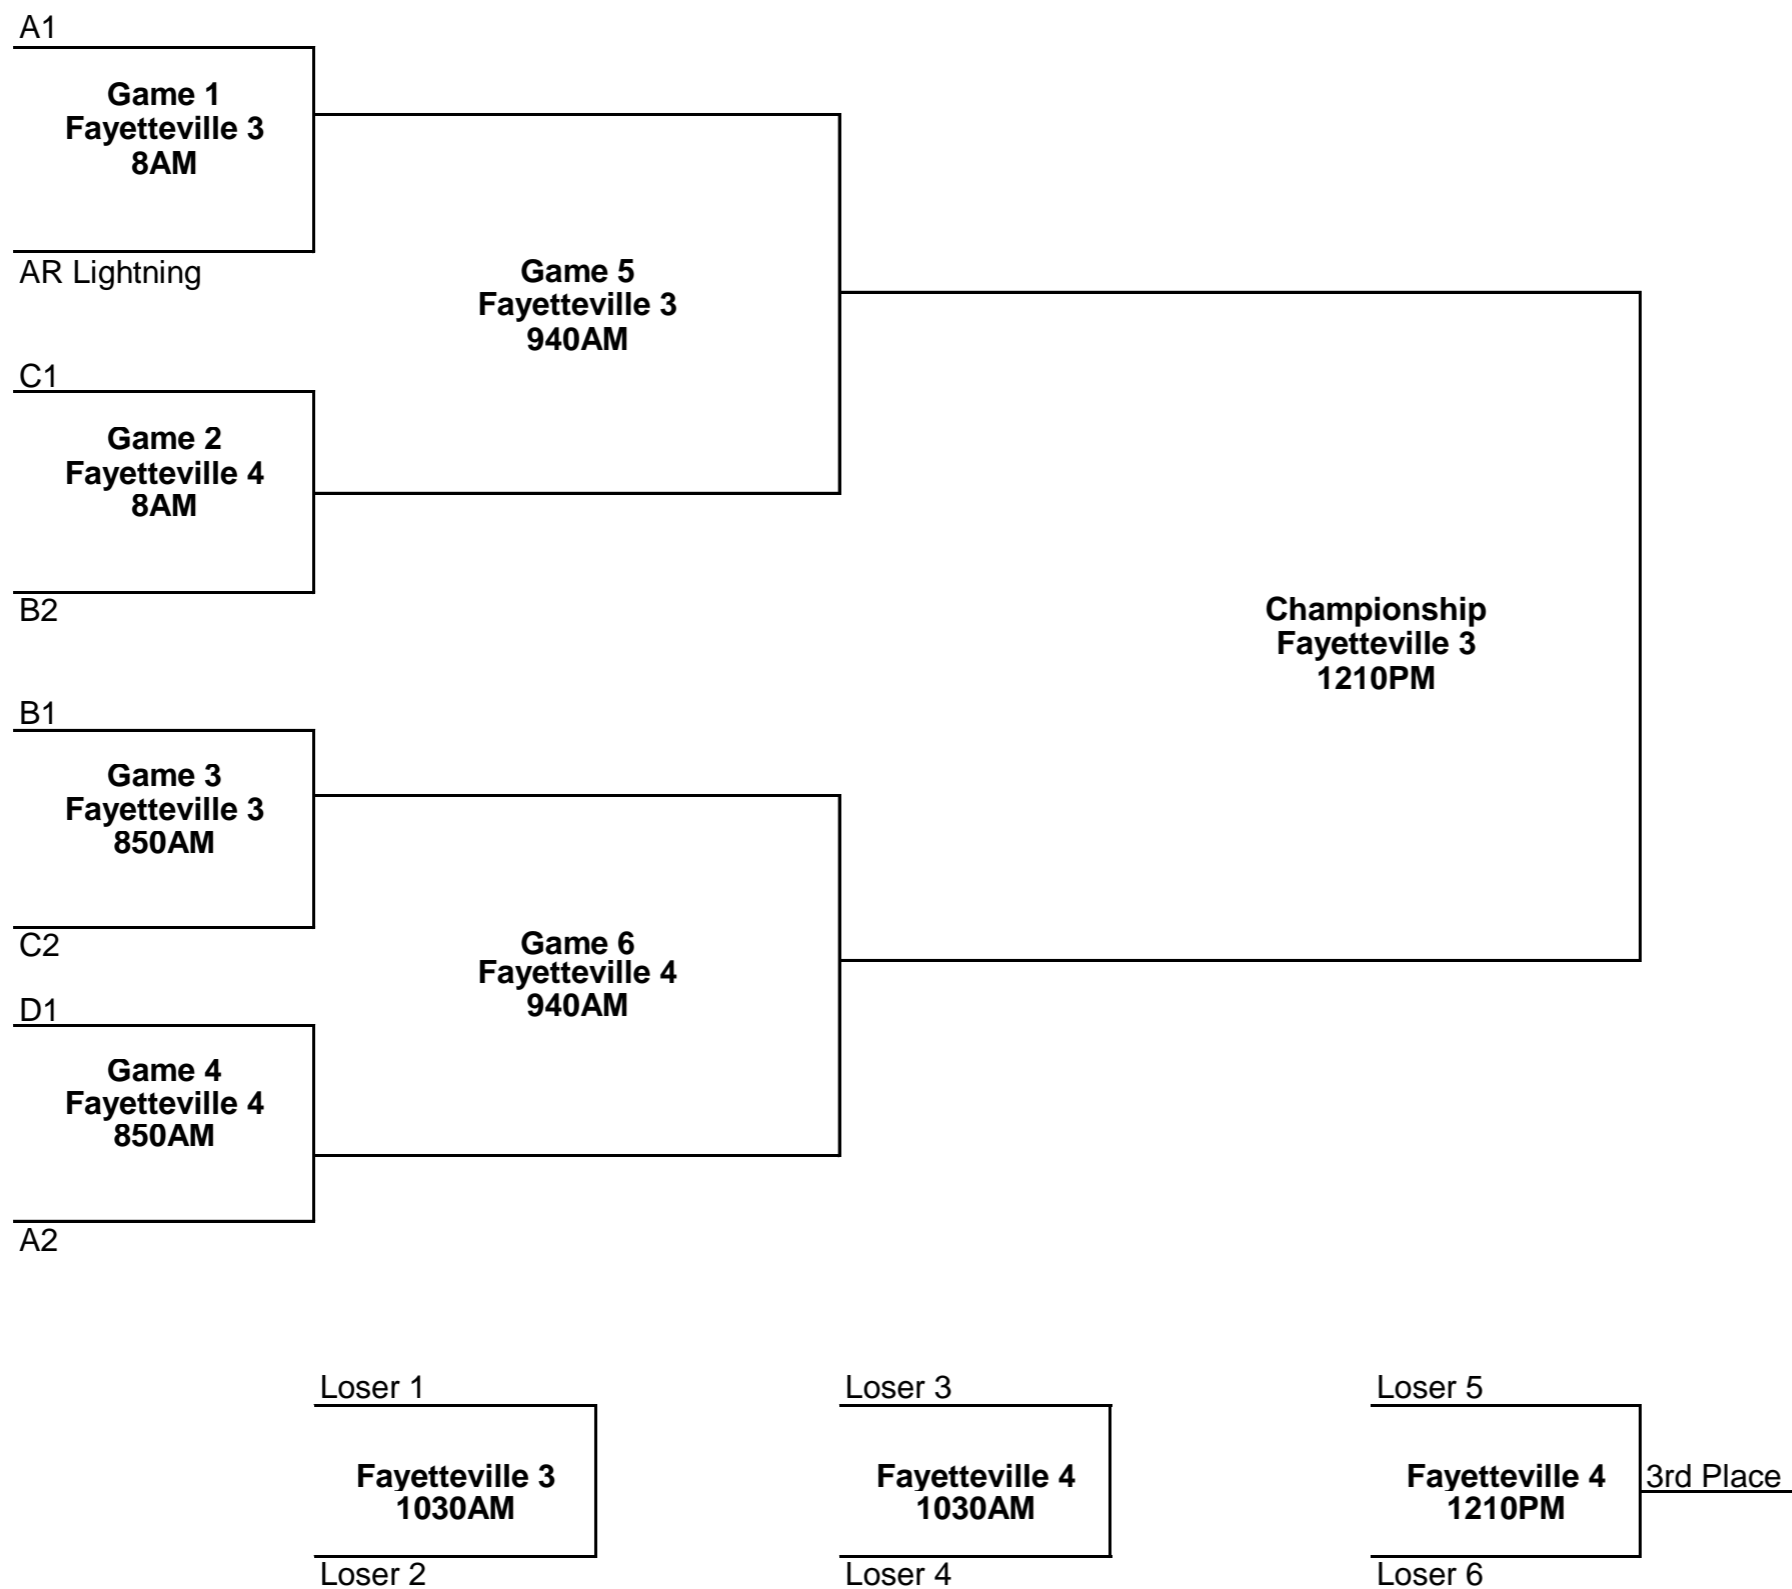 A1
Game 1
Fayetteville 3
8AM
AR Lightning
Game 5
Fayetteville 3
940AM
C1
Game 2
Fayetteville 4
8AM
B2
Championship
Fayetteville 3
1210PM
B1
Game 3
Fayetteville 3
850AM
C2
Game 6
Fayetteville 4
940AM
D1
Game 4
Fayetteville 4
850AM
A2
Loser 1
Fayetteville 3
1030AM
Loser 2
Loser 3
Fayetteville 4
1030AM
Loser 4
Loser 5
Fayetteville 4
1210PM
3rd Place
Loser 6